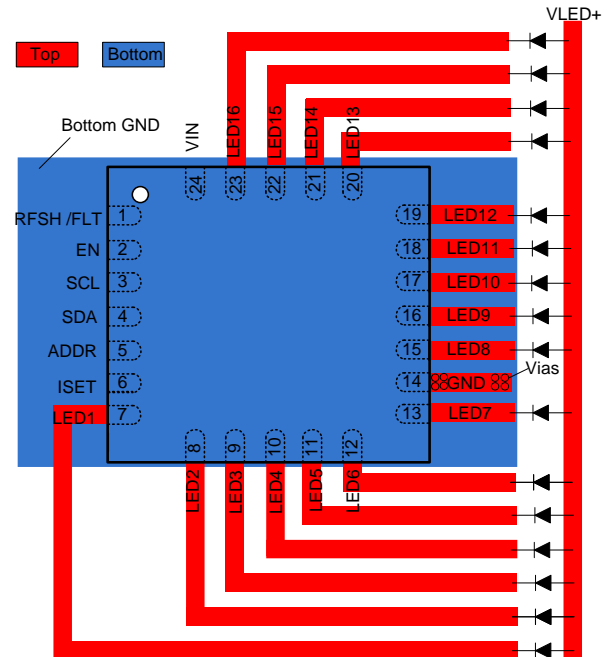 VLED+
Top
Bottom
Bottom GND
VIN
LED16
LED15
LED14
LED13
24
23
22
21
20
RFSH /FLT
1
19
LED12
EN
2
18
LED11
SCL
3
17
LED10
SDA
4
16
LED9
ADDR
5
15
LED8
Vias
ISET
6
14
GND
LED1
7
13
LED7
8
9
10
11
12
LED2
LED3
LED4
LED5
LED6